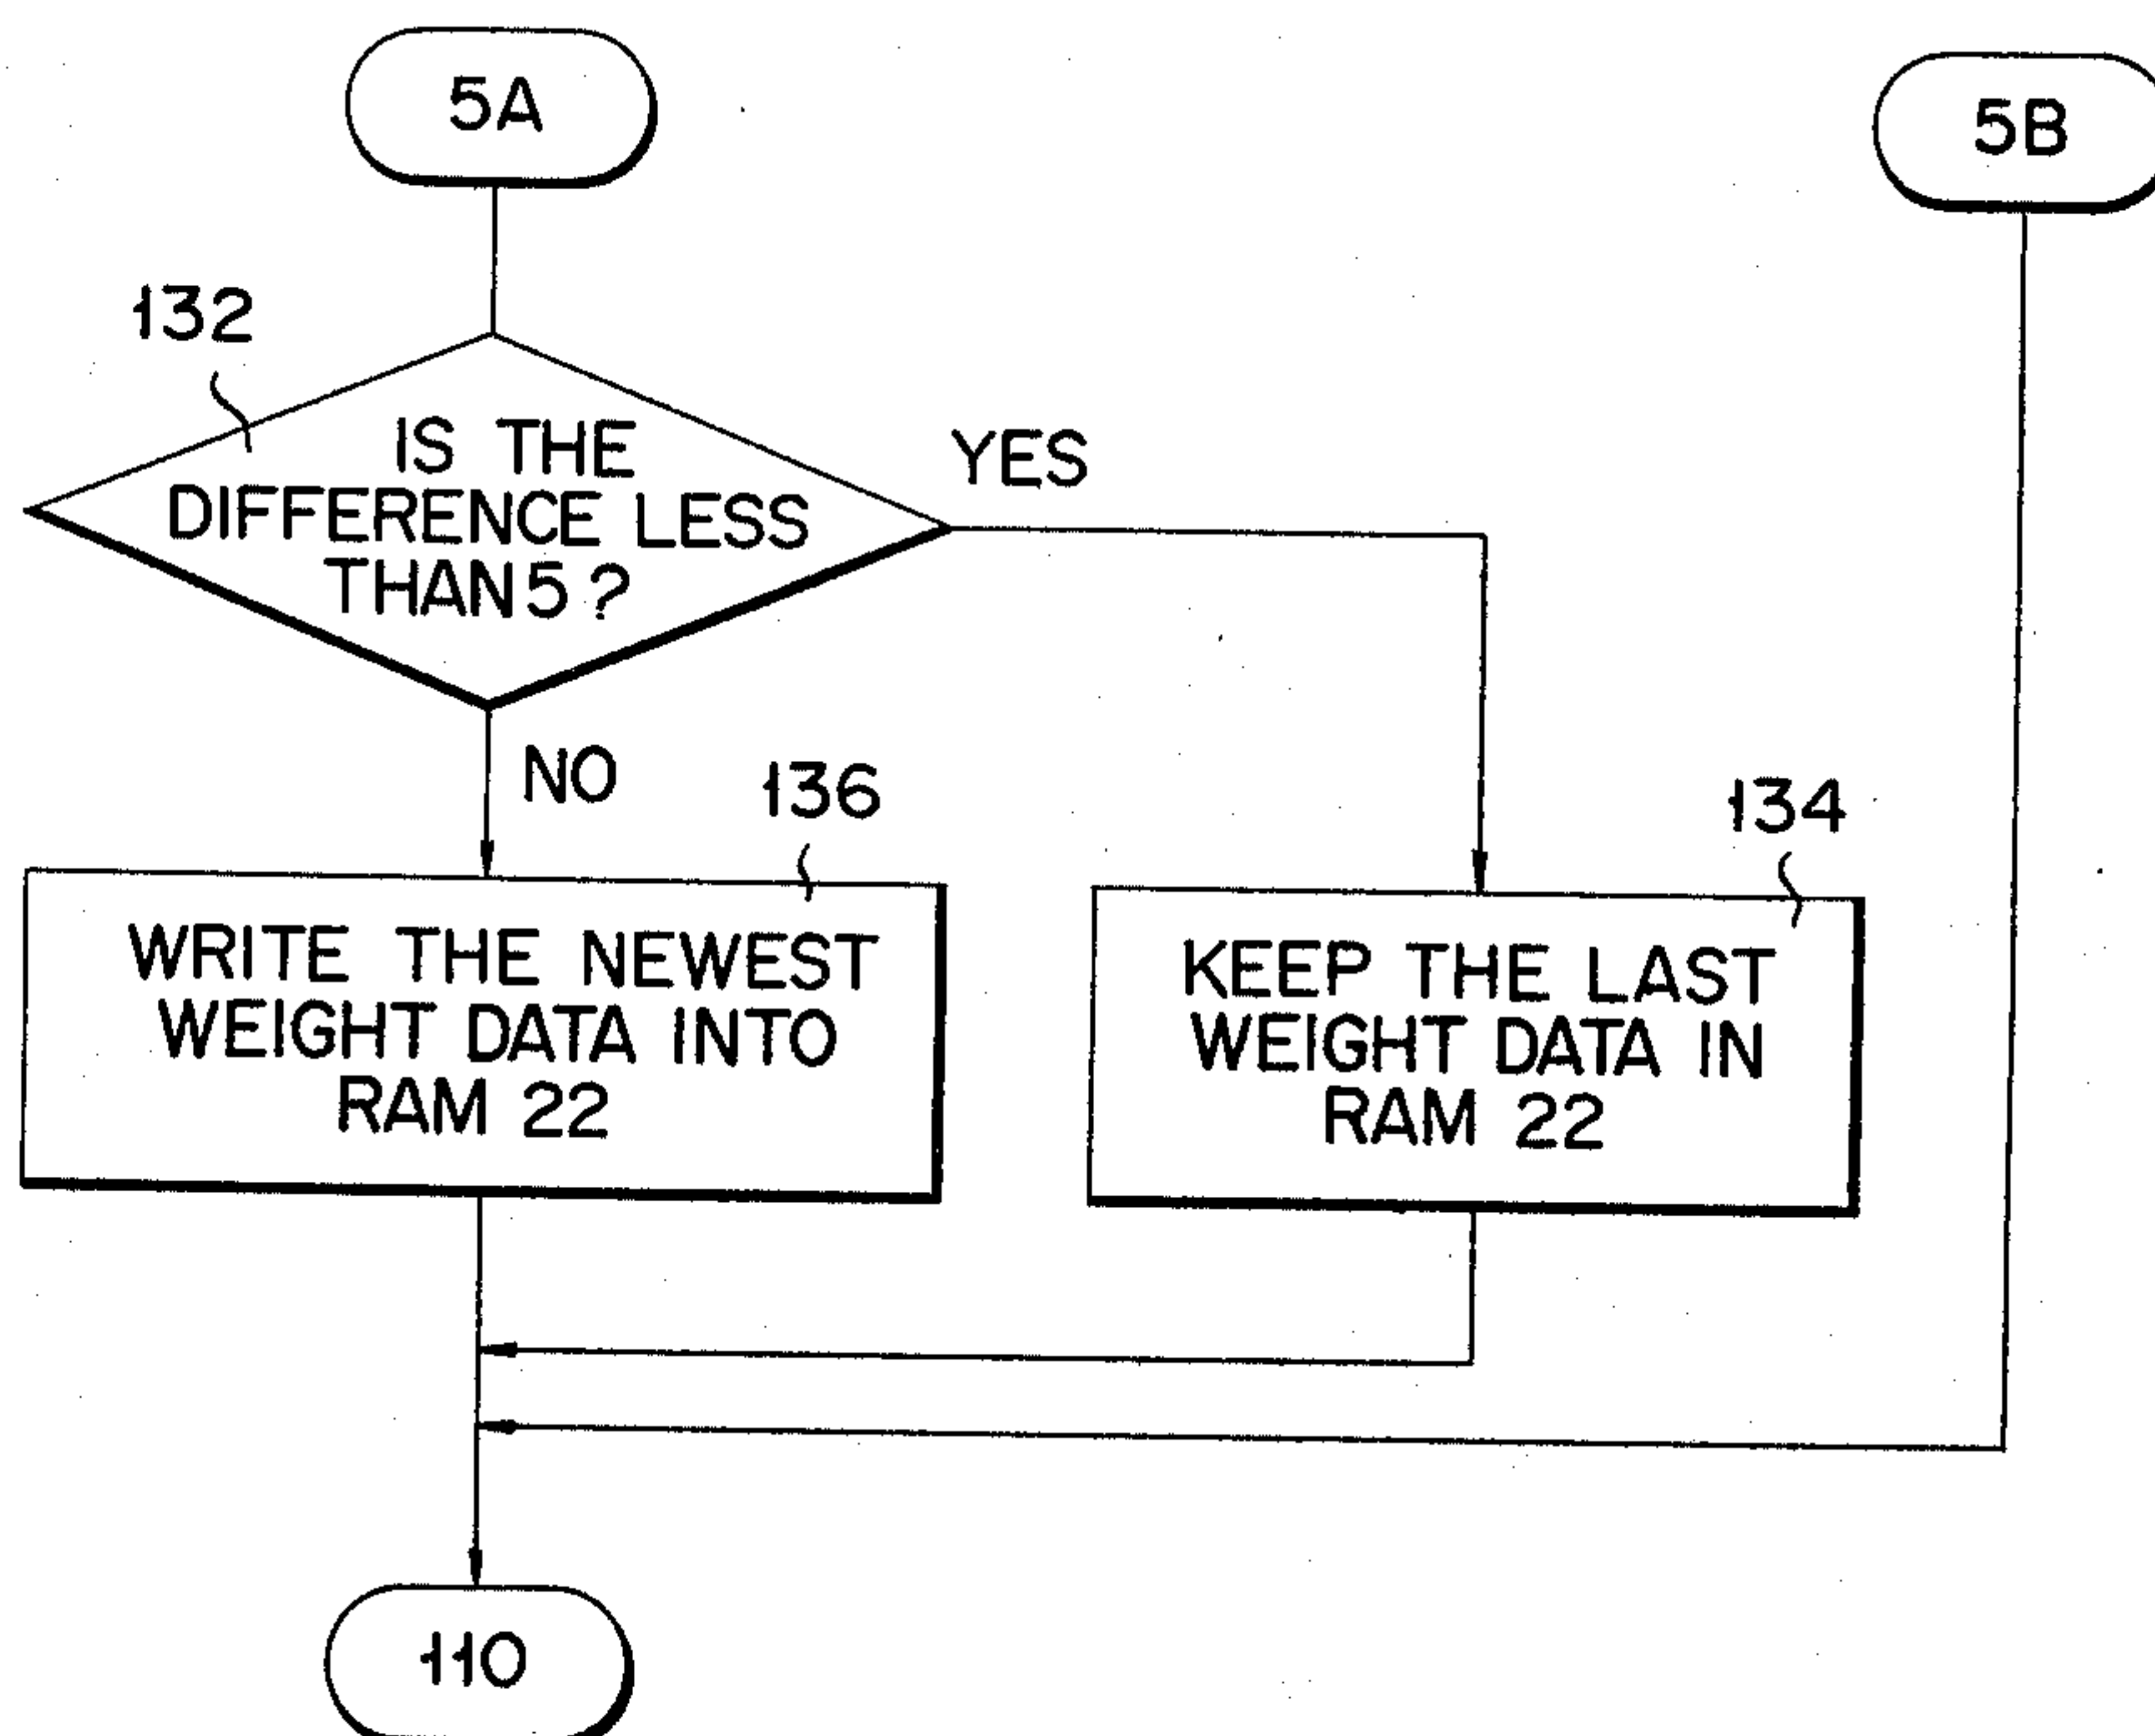 5A
5B
132
IS THE
DIFFERENCE LESS
THAN 5?
YES
NO
136
134
WRITE THE NEWEST
WEIGHT DATA INTO
RAM 22
KEEP THE LAST
WEIGHT DATA IN
RAM 22
110